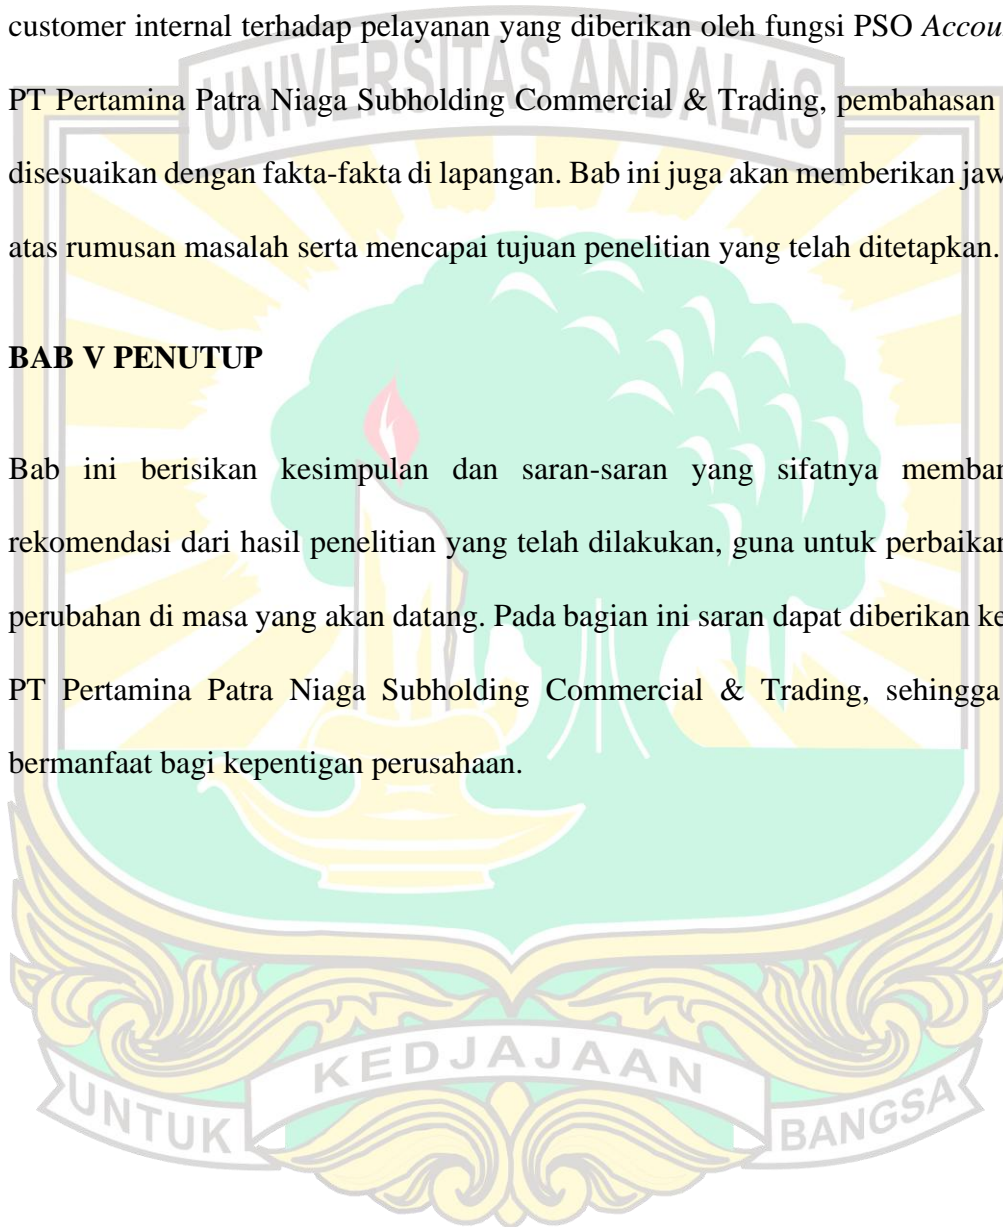 customer internal terhadap pelayanan yang diberikan oleh fungsi PSO
PT Pertamina Patra Niaga Subholding Commercial & Trading, pembahasan
disesuaikan dengan fakta-fakta di lapangan. Bab ini juga akan memberikan
atas rumusan masalah serta mencapai tujuan penelitian yang telah ditetapkan.
BAB V PENUTUP
Bab ini berisikan kesimpulan dan saran-saran yang sifatnya
rekomendasi dari hasil penelitian yang telah dilakukan, guna untuk perbaikan
perubahan di masa yang akan datang. Pada bagian ini saran dapat diberikan
PT Pertamina Patra Niaga Subholding Commercial & Trading, sehingga
bermanfaat bagi kepentigan perusahaan.
UNIVERSITAS ANDALAS
UNTUK KEDJAJAAN BANGSA